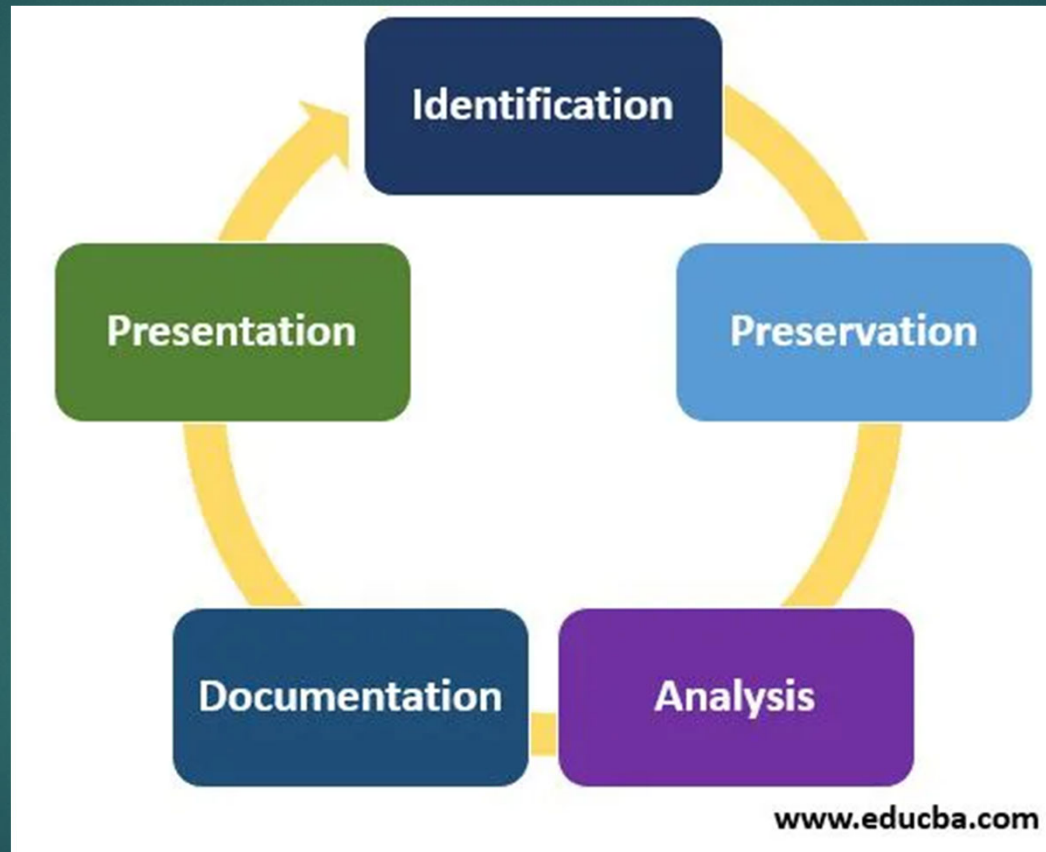 Identification
Preservation
Analysis
Documentation
Presentation
www.educba.com